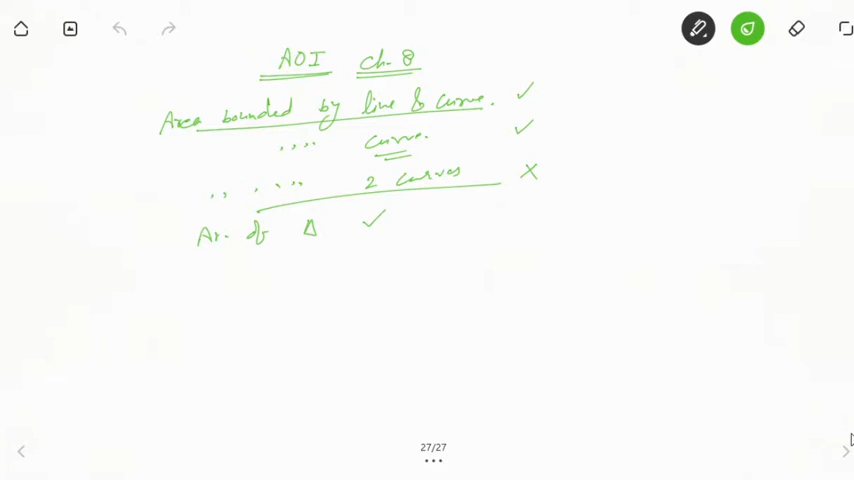 AOI Ch. 8
Area bounded by line & curve. ✓
,, ,, curve. ✓
,, ,, ,, 2 curves ✗
Ar. of Δ ✓
27/27